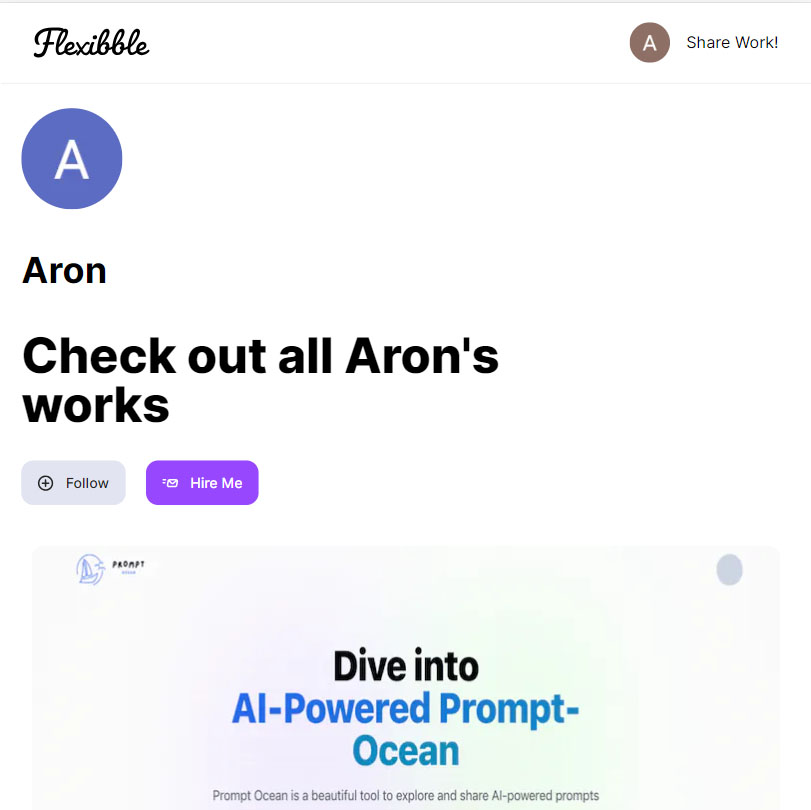 Flexibble
A
Share Work!
A
Aron
Check out all Aron's
works
Follow
Hire Me
PROMPT
OCEAN
Dive into
AI-Powered Prompt-
Ocean
Prompt Ocean is a beautiful tool to explore and share AI-powered prompts